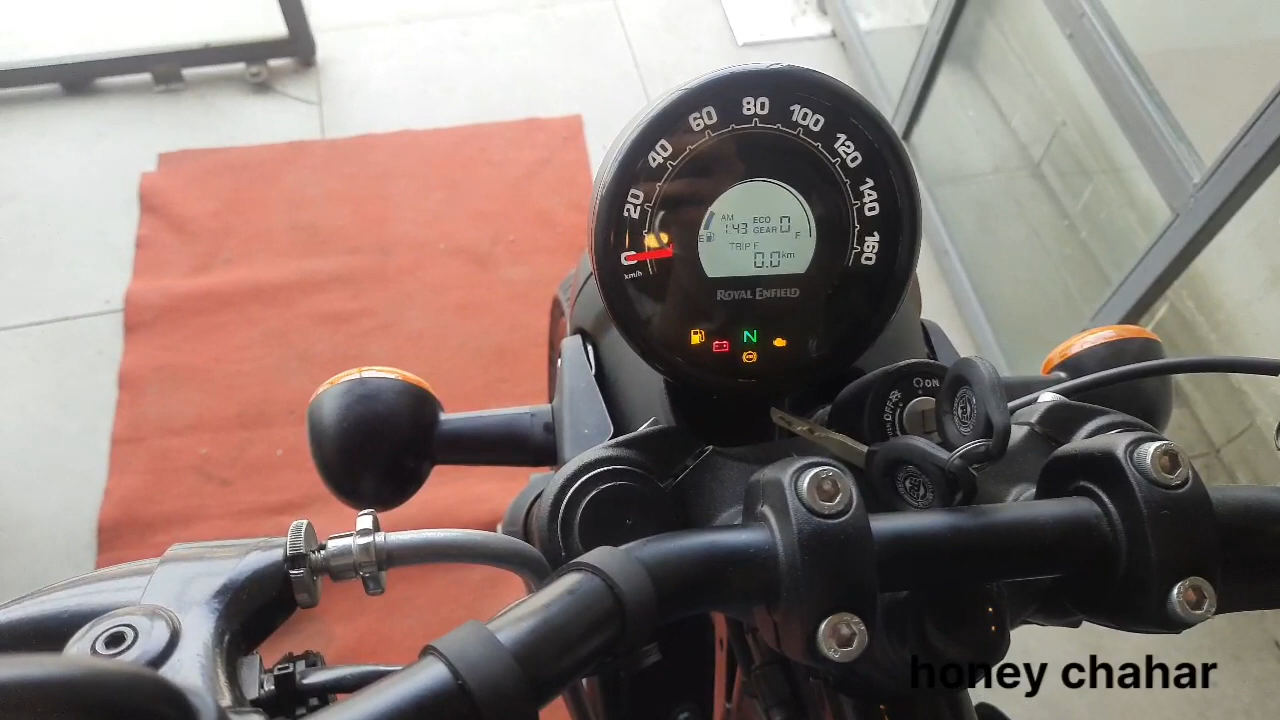 0 20 40 60 80 100 120 140 160
km/h
AM ECO
1:43 GEAR 0
E F
TRIP F
0.0 km
ROYAL ENFIELD
N
ON
OFF
honey chahar